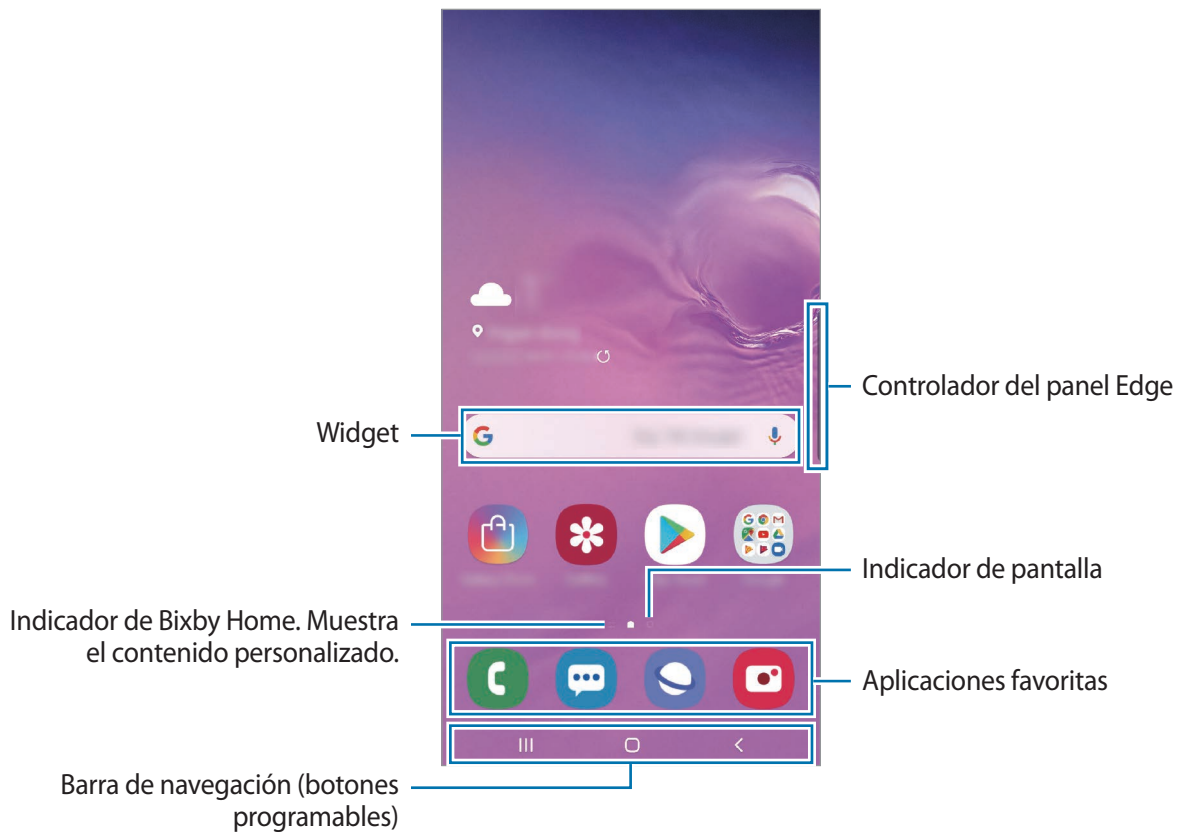 Controlador del panel Edge
Widget
Indicador de pantalla
Indicador de Bixby Home. Muestra
el contenido personalizado.
Aplicaciones favoritas
Barra de navegación (botones
programables)